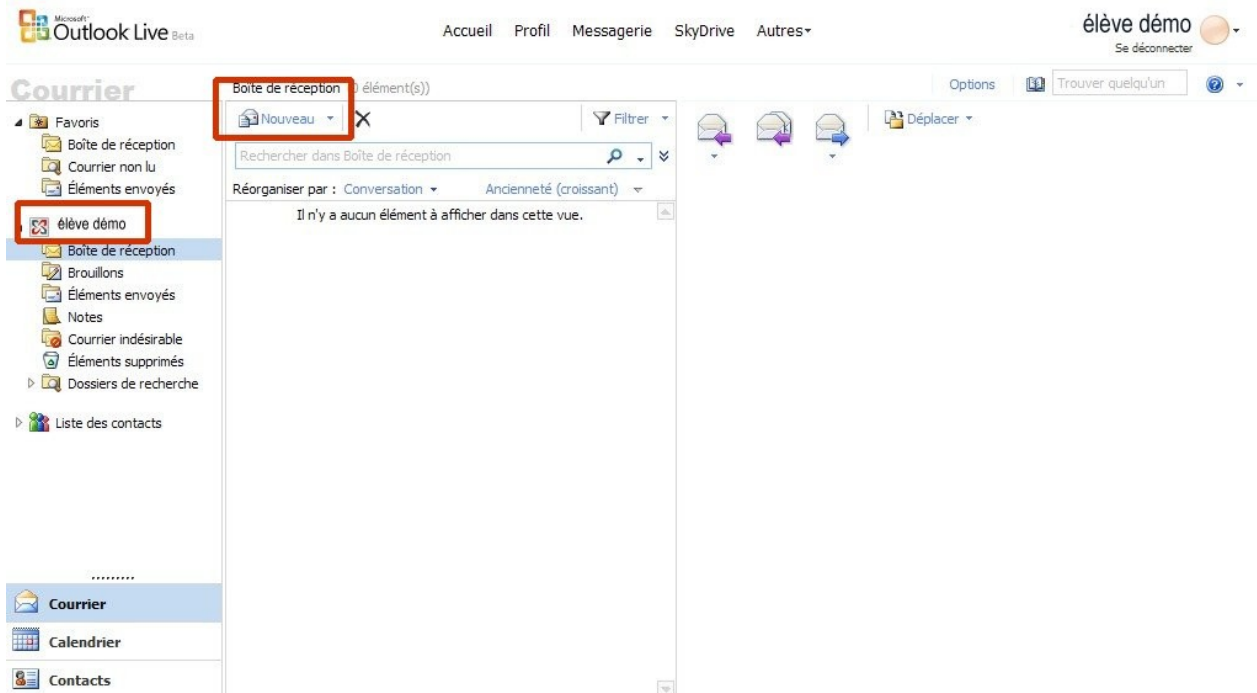 Microsoft
Outlook Live Beta
Accueil Profil Messagerie SkyDrive Autres
élève démo
Se déconnecter
Courrier
Boîte de réception élément(s))
Options
Trouver quelqu'un
Favoris
Boîte de réception
Courrier non lu
Éléments envoyés
élève démo
Boîte de réception
Brouillons
Éléments envoyés
Notes
Courrier indésirable
Éléments supprimés
Dossiers de recherche
Liste des contacts
Courrier
Calendrier
Contacts
Nouveau
Filtrer
Rechercher dans Boîte de réception
Réorganiser par : Conversation Ancienneté (croissant)
Il n'y a aucun élément à afficher dans cette vue.
Déplacer